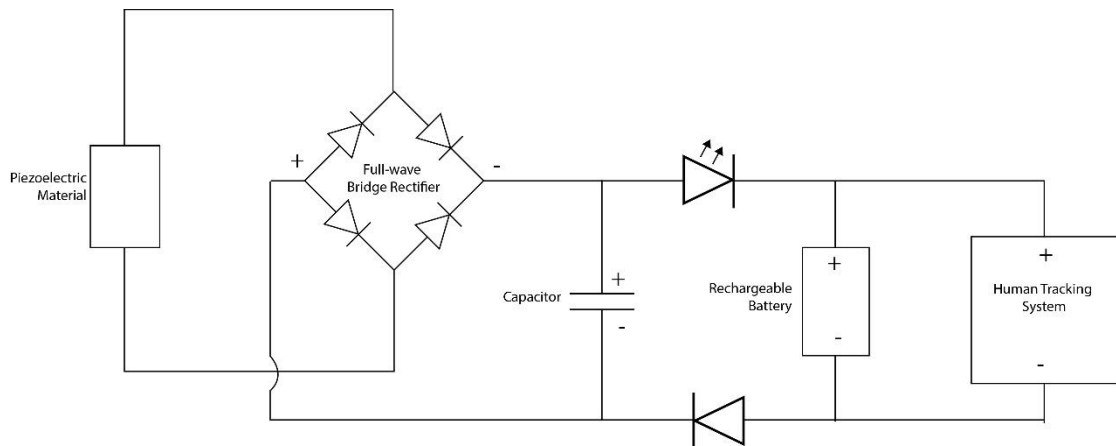 Piezoelectric
Material
+
Full-wave
Bridge Rectifier
-
Capacitor
+
-
Rechargeable
Battery
+
-
+
Human Tracking
System
-